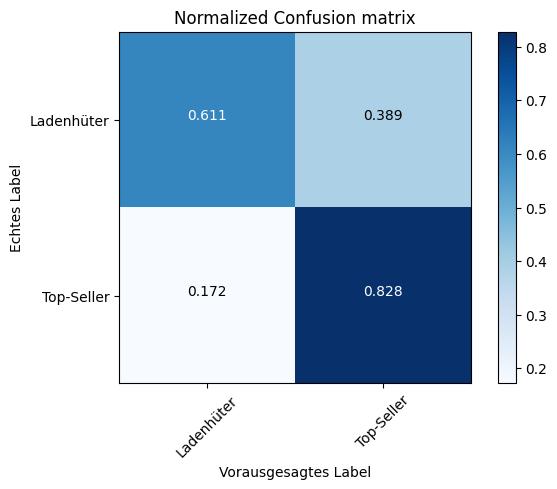 Normalized Confusion matrix
Echtes Label
Ladenhüter
0.611
0.389
Top-Seller
0.172
0.828
Ladenhüter
Top-Seller
Vorausgesagtes Label
0.8
0.7
0.6
0.5
0.4
0.3
0.2